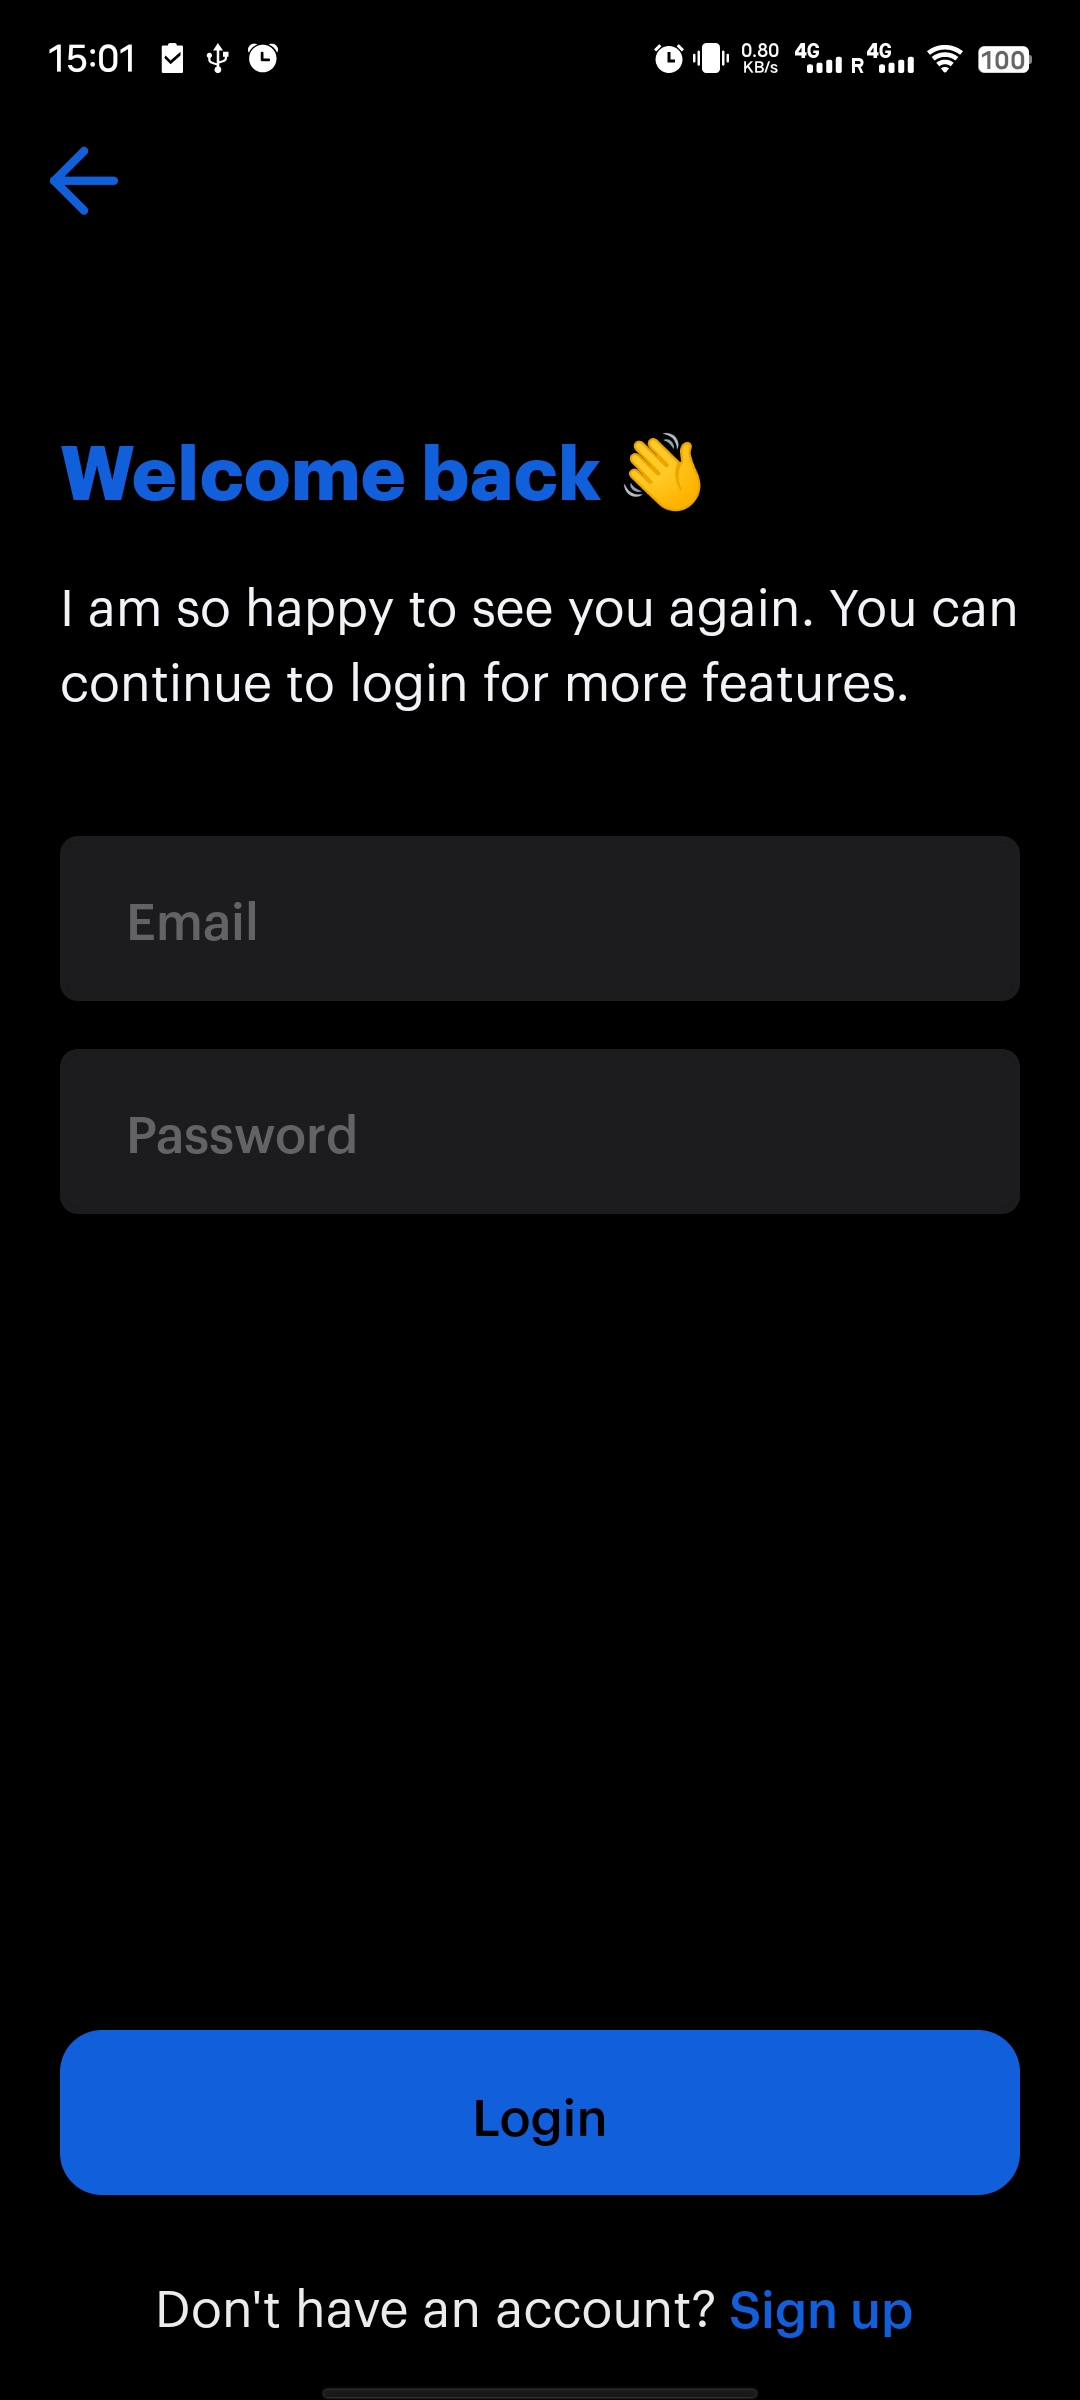 15:01
0.80
KB/s
4G
R
4G
100
Welcome back 👋
I am so happy to see you again. You can
continue to login for more features.
Email
Password
Login
Don't have an account? Sign up